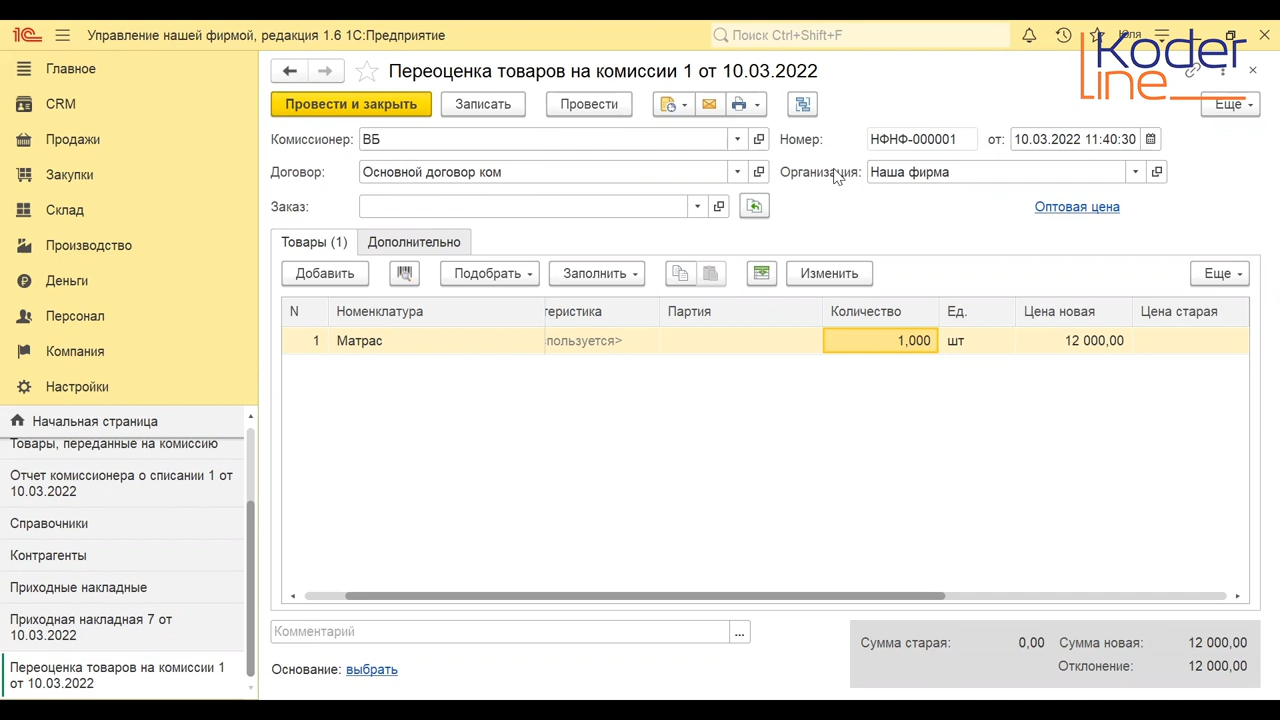 1С Управление нашей фирмой, редакция 1.6 1С:Предприятие Поиск Ctrl+Shift+F
Koder
line
Главное
CRM
Продажи
Закупки
Склад
Производство
Деньги
Персонал
Компания
Настройки
Начальная страница
Товары, переданные на комиссию
Отчет комиссионера о списании 1 от
10.03.2022
Справочники
Контрагенты
Приходные накладные
Приходная накладная 7 от
10.03.2022
Переоценка товаров на комиссии 1
от 10.03.2022
Переоценка товаров на комиссии 1 от 10.03.2022
Провести и закрыть Записать Провести Еще
Комиссионер: ВБ Номер: НФНФ-000001 от: 10.03.2022 11:40:30
Договор: Основной договор ком Организация: Наша фирма
Заказ: Оптовая цена
Товары (1) Дополнительно
Добавить Подобрать Заполнить Изменить Еще
N Номенклатура теристика Партия Количество Ед. Цена новая Цена старая
1 Матрас спользуется> 1,000 шт 12 000,00
Комментарий ...
Сумма старая: 0,00 Сумма новая: 12 000,00
Отклонение: 12 000,00
Основание: выбрать